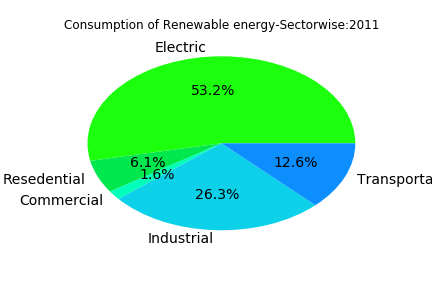 Consumption of Renewable energy-Sectorwise:2011
Electric
53.2%
6.1%
1.6%
12.6%
Resedential
Transporta
Commercial
26.3%
Industrial